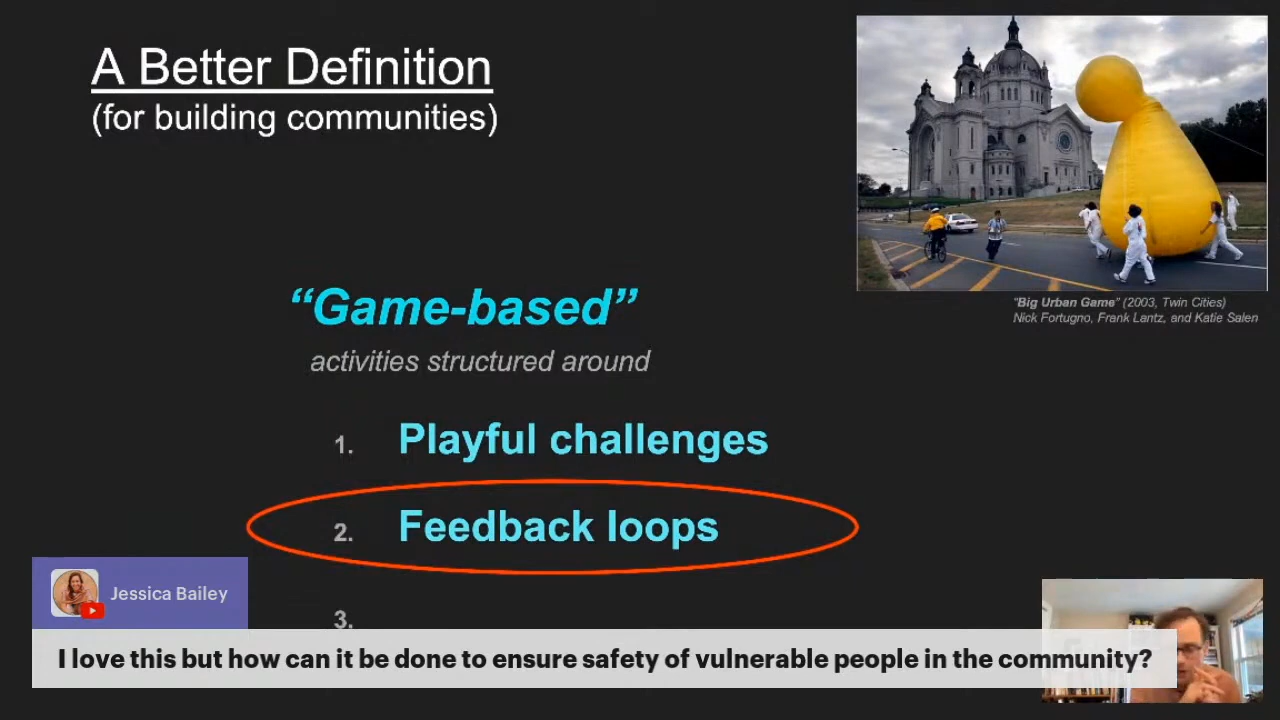 A Better Definition
(for building communities)
"Big Urban Game" (2003, Twin Cities)
Nick Fortugno, Frank Lantz, and Katie Salen
“Game-based”
activities structured around
1. Playful challenges
2. Feedback loops
3.
Jessica Bailey
I love this but how can it be done to ensure safety of vulnerable people in the community?